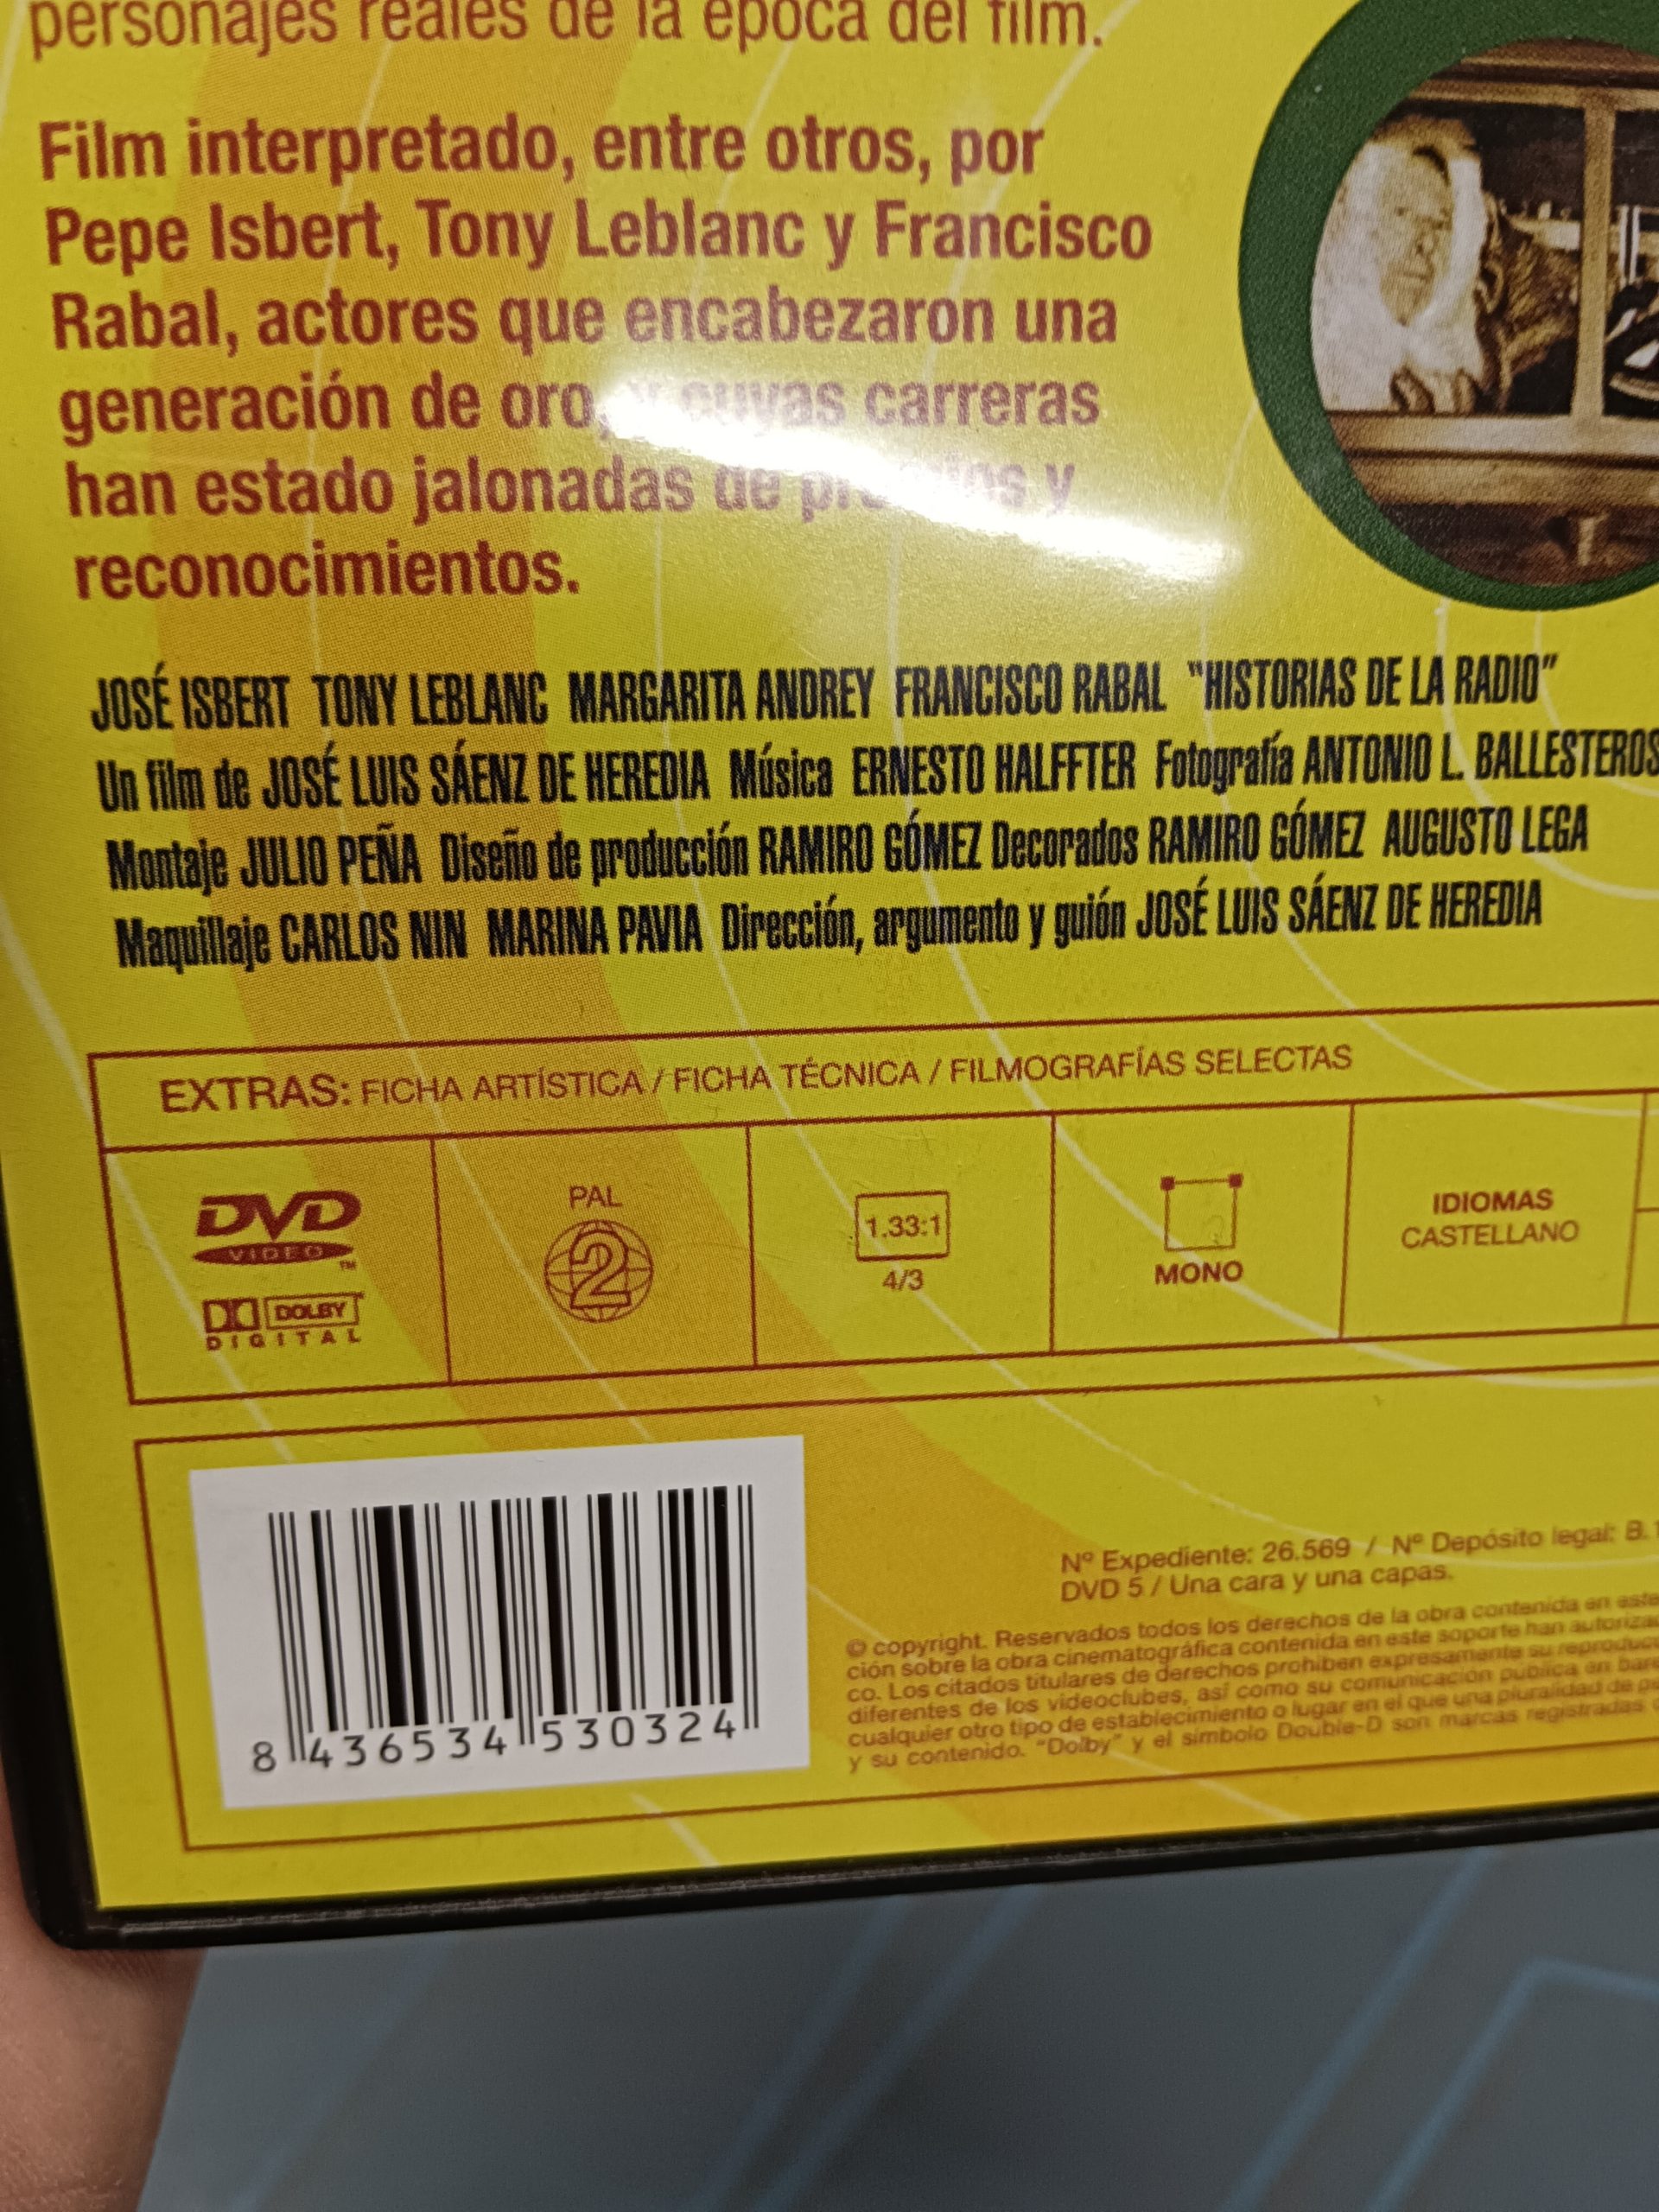 personajes reales de la época del film.
Film interpretado, entre otros, por
Pepe Isbert, Tony Leblanc y Francisco
Rabal, actores que encabezaron una
generación de oro, y cuyas carreras
han estado jalonadas de premios y
reconocimientos.
JOSÉ ISBERT TONY LEBLANC MARGARITA ANDREY FRANCISCO RABAL "HISTORIAS DE LA RADIO"
Un film de JOSÉ LUIS SÁENZ DE HEREDIA Música ERNESTO HALFFTER Fotografía ANTONIO L. BALLESTEROS
Montaje JULIO PEÑA Diseño de producción RAMIRO GÓMEZ Decorados RAMIRO GÓMEZ AUGUSTO LEGA
Maquillaje CARLOS NIN MARINA PAVIA Dirección, argumento y guión JOSÉ LUIS SÁENZ DE HEREDIA
EXTRAS: FICHA ARTÍSTICA / FICHA TÉCNICA / FILMOGRAFÍAS SELECTAS
DVD
VIDEO™
DOLBY
DIGITAL
PAL
2
1.33:1
4/3
MONO
IDIOMAS
CASTELLANO
8 436534 530324
Nº Expediente: 26.569 / Nº Depósito legal: B.
DVD 5 / Una cara y una capas.
© copyright. Reservados todos los derechos de la obra contenida en este
ción sobre la obra cinematográfica contenida en este soporte han
co. Los citados titulares de derechos prohiben expresamente su
diferentes de los videoclubes, así como su comunicación pública en
cualquier otro tipo de establecimiento o lugar en el que una pluralidad de
y su contenido. "Dolby" y el símbolo Double-D son marcas registradas